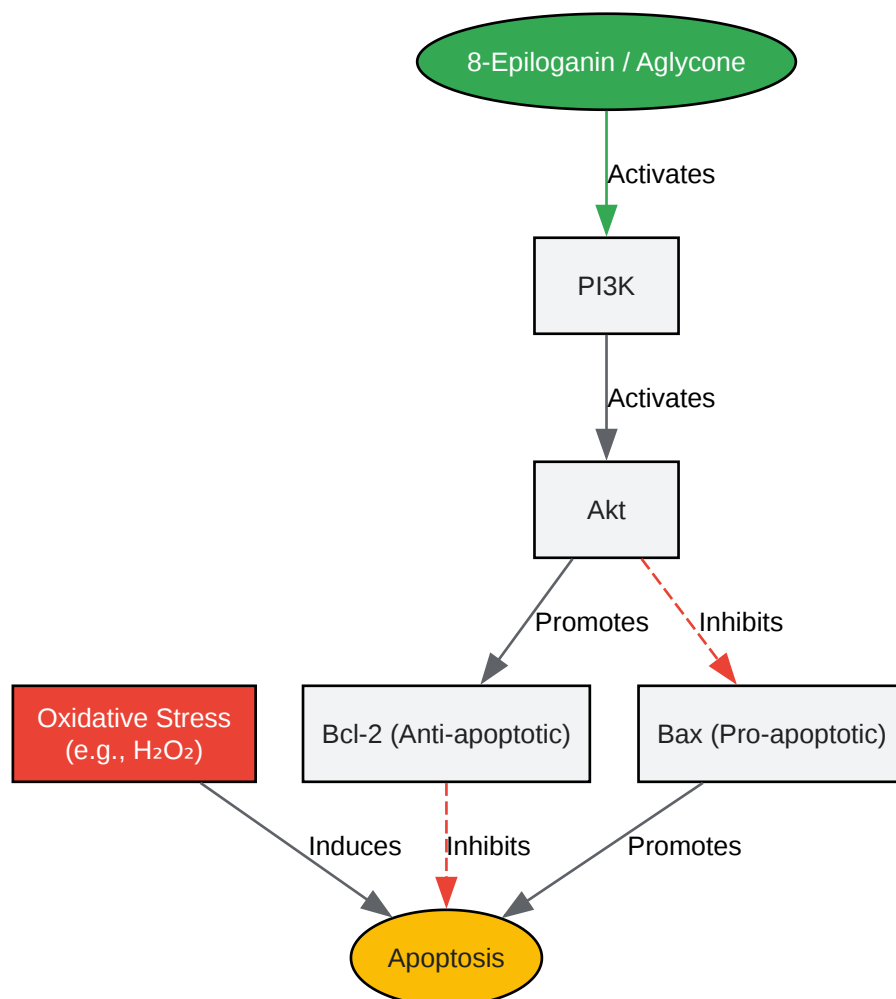 8-Epiloganin / Aglycone
Activates
PI3K
Activates
Akt
Promotes
Inhibits
Oxidative Stress
(e.g., H₂O₂)
Bcl-2 (Anti-apoptotic)
Bax (Pro-apoptotic)
Induces
Inhibits
Promotes
Apoptosis